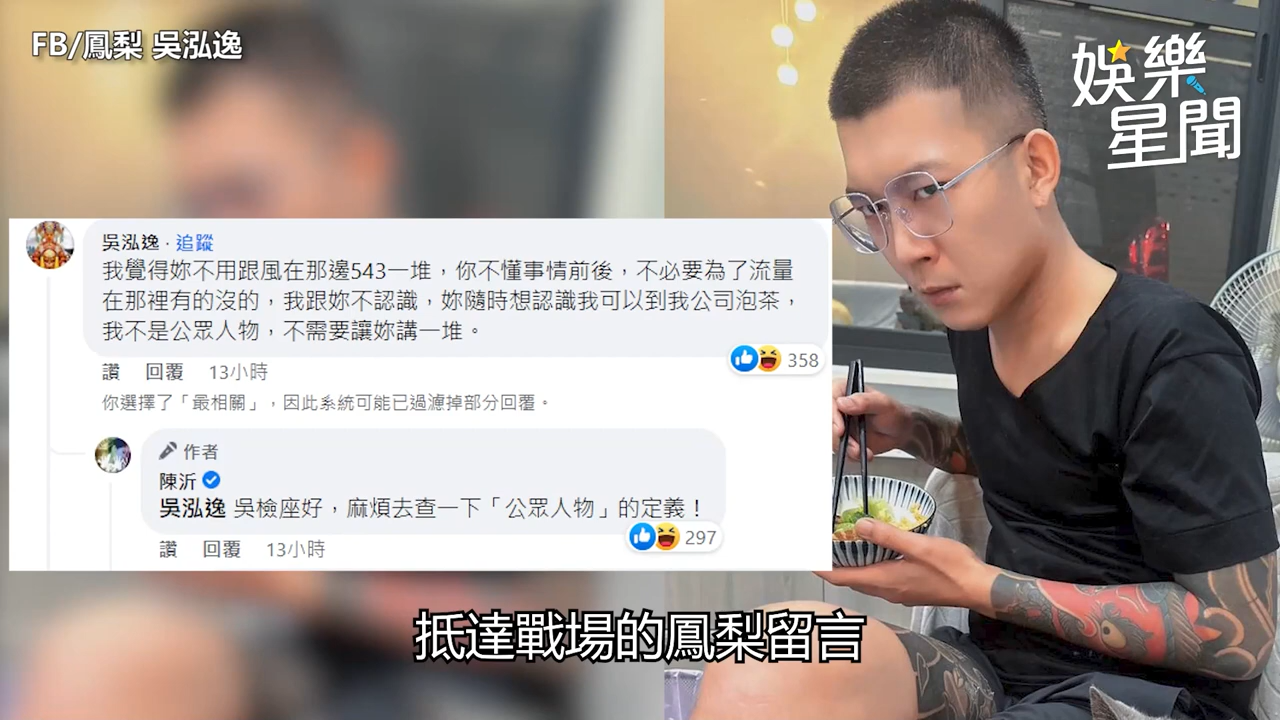 FB/鳳梨 吳泓逸
娛樂
星聞
吳泓逸 · 追蹤
我覺得妳不用跟風在那邊543一堆，你不懂事情前後，不必要為了流量
在那裡有的沒的，我跟妳不認識，妳隨時想認識我可以到我公司泡茶，
我不是公眾人物，不需要讓妳講一堆。
358
讚 回覆 13小時
你選擇了「最相關」，因此系統可能已過濾掉部分回覆。
作者
陳沂
吳泓逸 吳檢座好，麻煩去查一下「公眾人物」的定義！
297
讚 回覆 13小時
抵達戰場的鳳梨留言